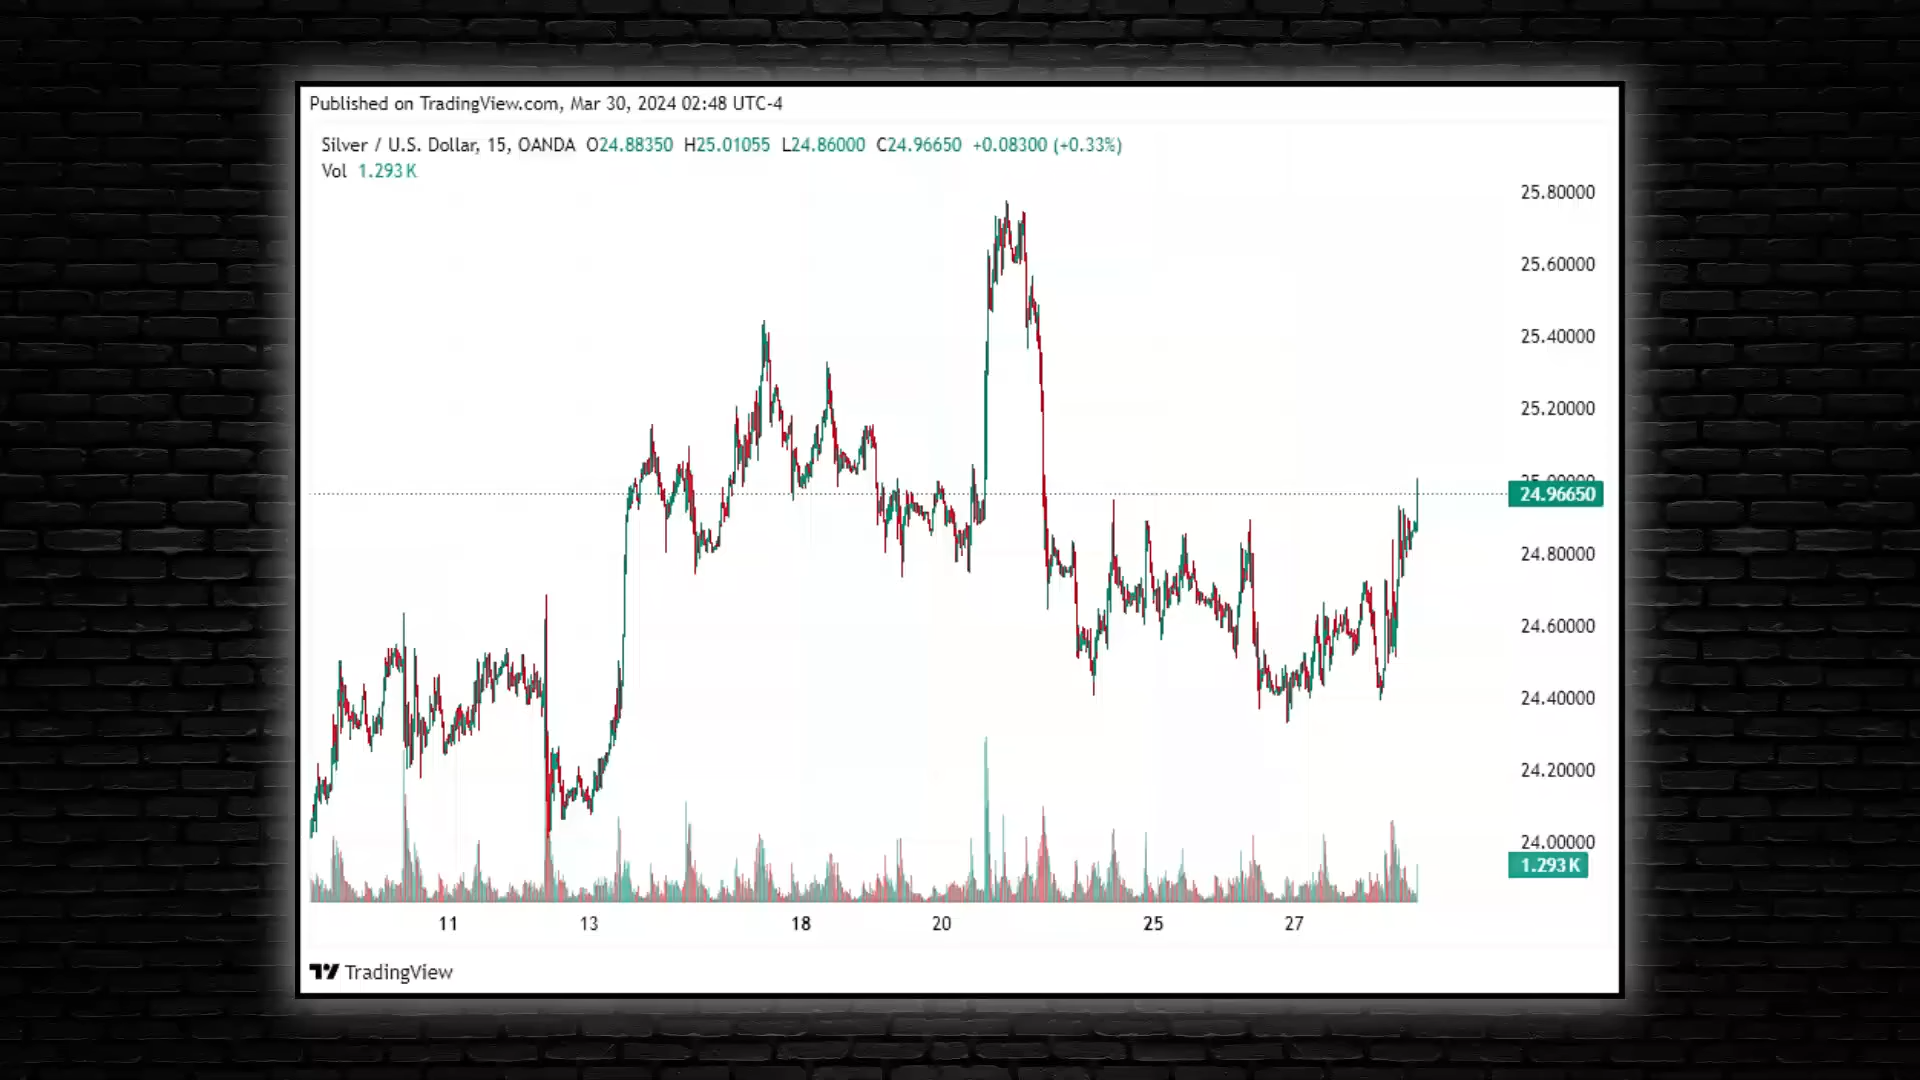 Published on TradingView.com, Mar 30, 2024 02:48 UTC-4
Silver / U.S. Dollar, 15, OANDA O24.88350 H25.01055 L24.86000 C24.96650 +0.08300 (+0.33%)
Vol 1.293 K
25.80000
25.60000
25.40000
25.20000
25.00000
24.96650
24.80000
24.60000
24.40000
24.20000
24.00000
1.293 K
11 13 18 20 25 27
TradingView